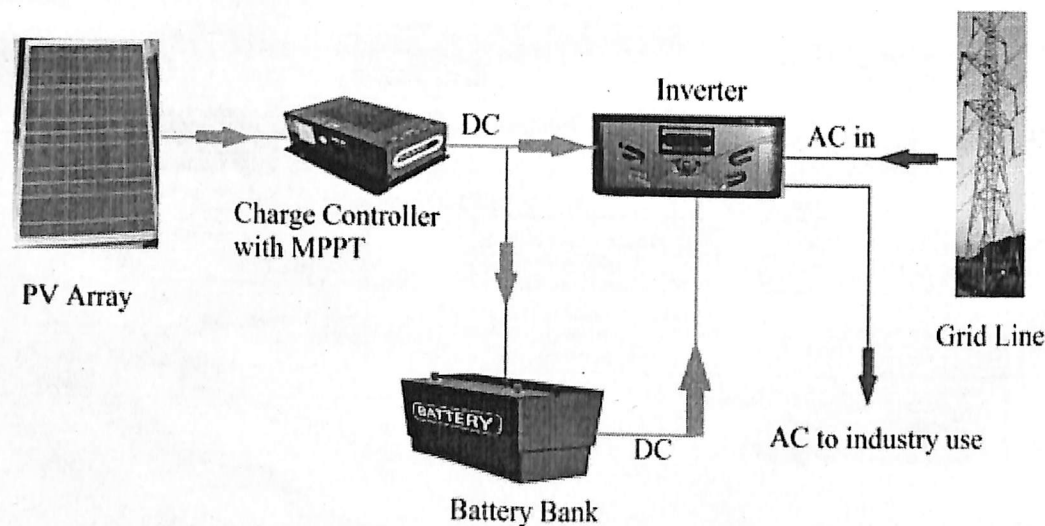 Inverter
DC
AC in
Charge Controller
with MPPT
PV Array
Grid Line
BATTERY
DC
AC to industry use
Battery Bank